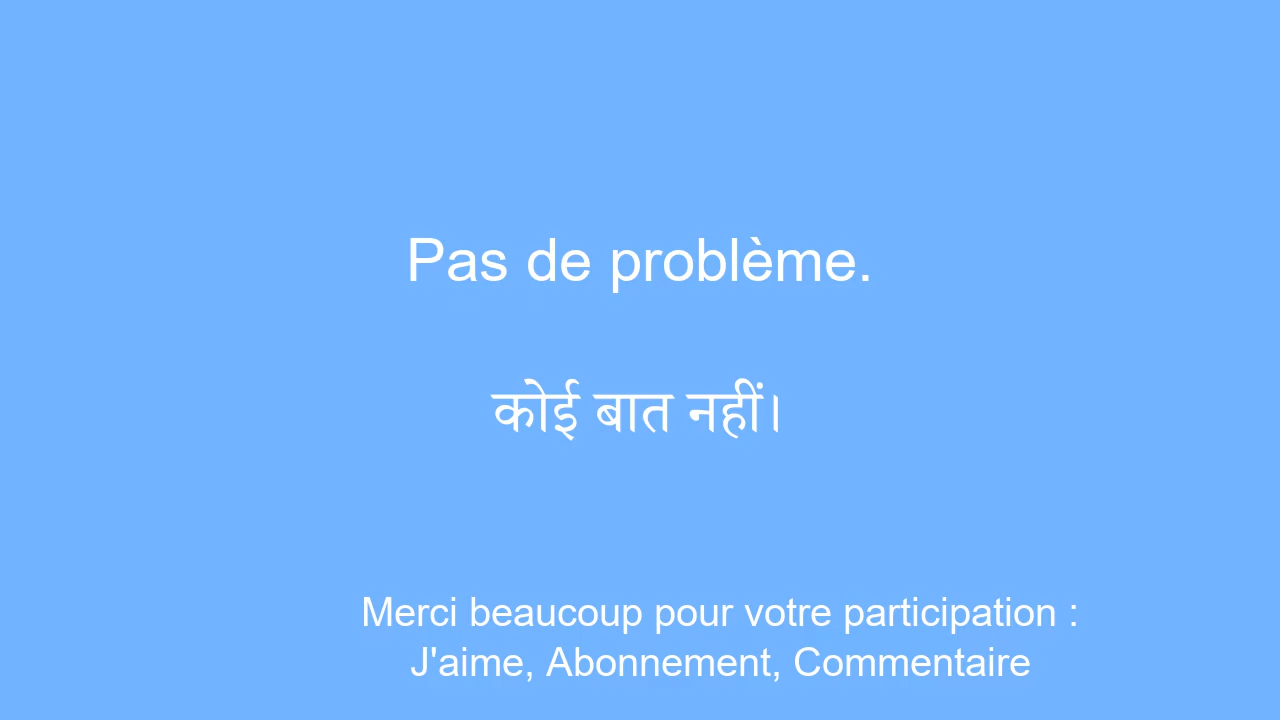 Pas de problème.
कोई बात नहीं।
Merci beaucoup pour votre participation :
J'aime, Abonnement, Commentaire